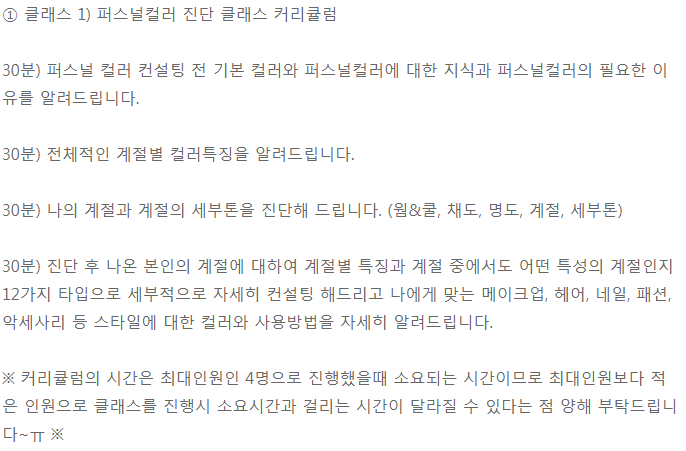 ① 클래스 1) 퍼스널컬러 진단 클래스 커리큘럼
30분) 퍼스널 컬러 컨설팅 전 기본 컬러와 퍼스널컬러에 대한 지식과 퍼스널컬러의 필요한 이
유를 알려드립니다.
30분) 전체적인 계절별 컬러특징을 알려드립니다.
30분) 나의 계절과 계절의 세부톤을 진단해 드립니다. (웜&쿨, 채도, 명도, 계절, 세부톤)
30분) 진단 후 나온 본인의 계절에 대하여 계절별 특징과 계절 중에서도 어떤 특성의 계절인지
12가지 타입으로 세부적으로 자세히 컨설팅 해드리고 나에게 맞는 메이크업, 헤어, 네일, 패션,
악세사리 등 스타일에 대한 컬러와 사용방법을 자세히 알려드립니다.
※ 커리큘럼의 시간은 최대인원인 4명으로 진행했을때 소요되는 시간이므로 최대인원보다 적
은 인원으로 클래스를 진행시 소요시간과 걸리는 시간이 달라질 수 있다는 점 양해 부탁드립니
다~ㅠ ※